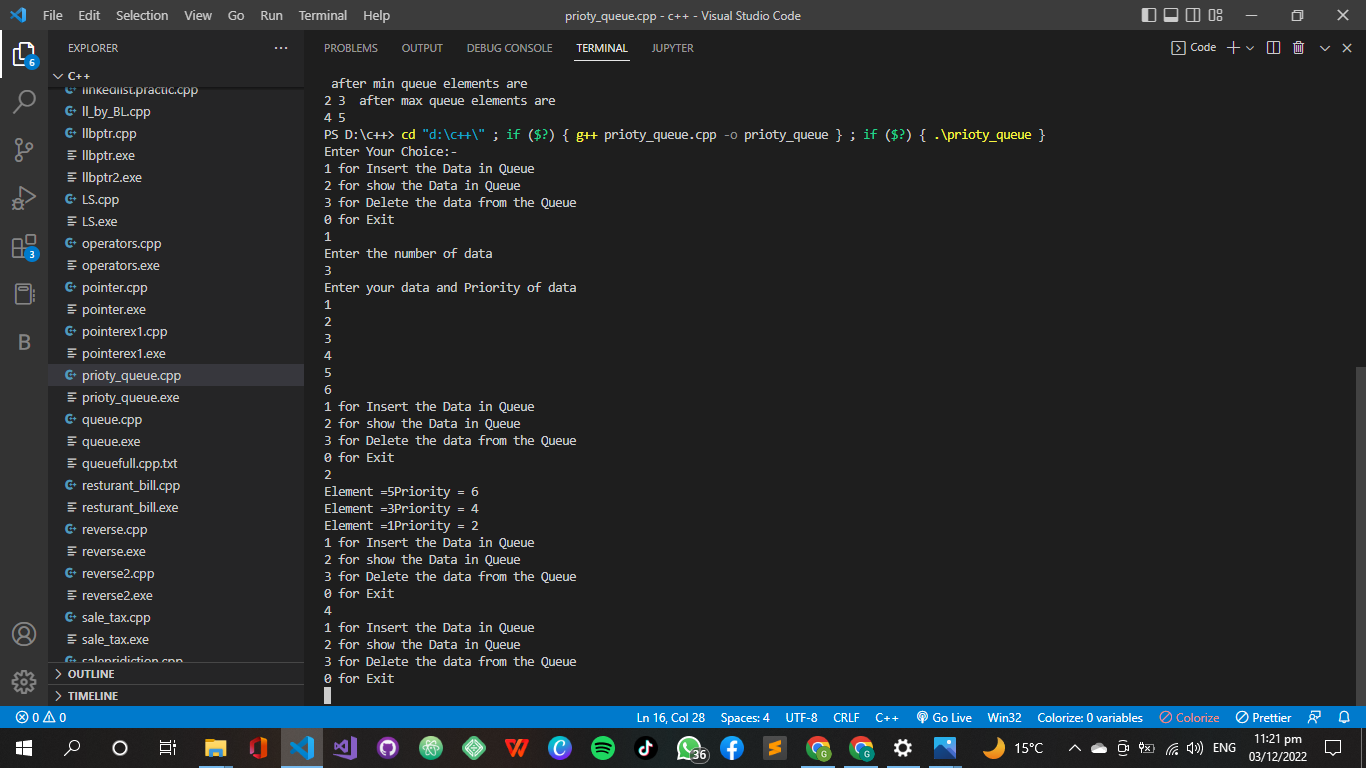 File Edit Selection View Go Run Terminal Help
prioty_queue.cpp - c++ - Visual Studio Code
EXPLORER
6
3
B
C++
linkedlist.practic.cpp
ll_by_BL.cpp
llbptr.cpp
llbptr.exe
llbptr2.exe
LS.cpp
LS.exe
operators.cpp
operators.exe
pointer.cpp
pointer.exe
pointerex1.cpp
pointerex1.exe
prioty_queue.cpp
prioty_queue.exe
queue.cpp
queue.exe
queuefull.cpp.txt
resturant_bill.cpp
resturant_bill.exe
reverse.cpp
reverse.exe
reverse2.cpp
reverse2.exe
sale_tax.cpp
sale_tax.exe
salepridiction.cpp
OUTLINE
TIMELINE
PROBLEMS OUTPUT DEBUG CONSOLE TERMINAL JUPYTER
Code
after min queue elements are
2 3  after max queue elements are
4 5
PS D:\c++> cd "d:\c++\" ; if ($?) { g++ prioty_queue.cpp -o prioty_queue } ; if ($?) { .\prioty_queue }
Enter Your Choice:-
1 for Insert the Data in Queue
2 for show the Data in Queue
3 for Delete the data from the Queue
0 for Exit
1
Enter the number of data
3
Enter your data and Priority of data
1
2
3
4
5
6
1 for Insert the Data in Queue
2 for show the Data in Queue
3 for Delete the data from the Queue
0 for Exit
2
Element =5Priority = 6
Element =3Priority = 4
Element =1Priority = 2
1 for Insert the Data in Queue
2 for show the Data in Queue
3 for Delete the data from the Queue
0 for Exit
4
1 for Insert the Data in Queue
2 for show the Data in Queue
3 for Delete the data from the Queue
0 for Exit
0 0 Ln 16, Col 28 Spaces: 4 UTF-8 CRLF C++ Go Live Win32 Colorize: 0 variables Colorize Prettier
36
15°C ENG 11:21 pm
03/12/2022